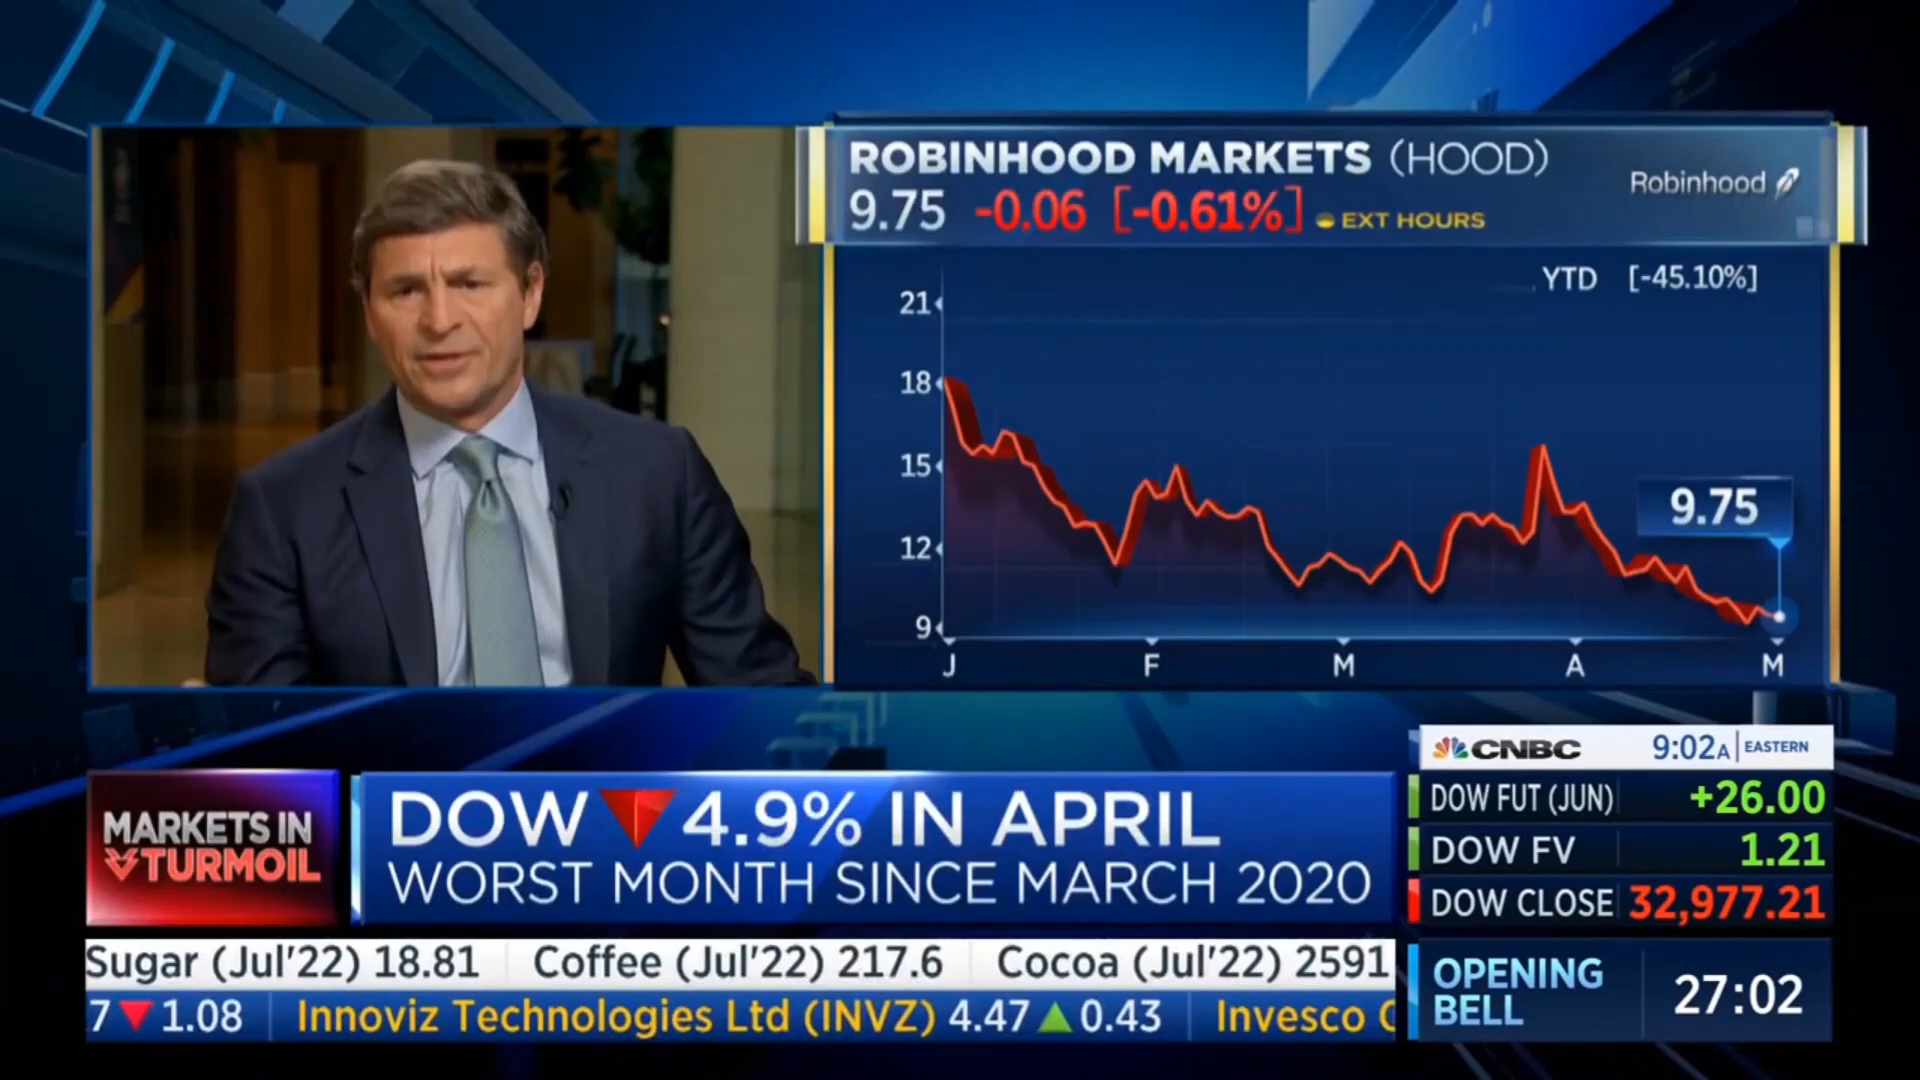 ROBINHOOD MARKETS (HOOD)
9.75 -0.06 [-0.61%] EXT HOURS
Robinhood
YTD [-45.10%]
21
18
15
12
9
9.75
J F M A M
CNBC 9:02A EASTERN
DOW FUT (JUN) +26.00
DOW FV 1.21
DOW CLOSE 32,977.21
MARKETS IN
TURMOIL
DOW ▼ 4.9% IN APRIL
WORST MONTH SINCE MARCH 2020
Sugar (Jul'22) 18.81 Coffee (Jul'22) 217.6 Cocoa (Jul'22) 2591
7 ▼ 1.08 Innoviz Technologies Ltd (INVZ) 4.47 ▲ 0.43 Invesco
OPENING
BELL
27:02